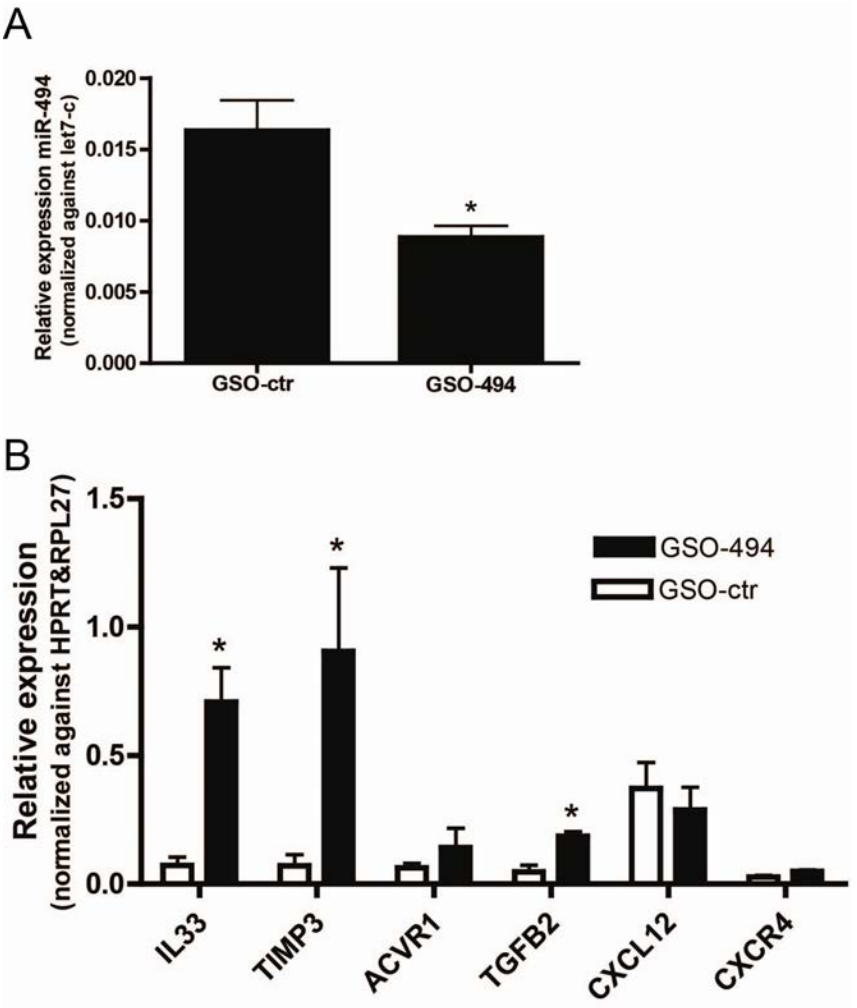 A
Relative expression miR-494
(normalized against let7-c)
0.020
0.015
0.010
0.005
0.000
*
GSO-ctr
GSO-494
B
Relative expression
(normalized against HPRT&RPL27)
1.5
1.0
0.5
0.0
*
*
*
GSO-494
GSO-ctr
IL33
TIMP3
ACVR1
TGFB2
CXCL12
CXCR4